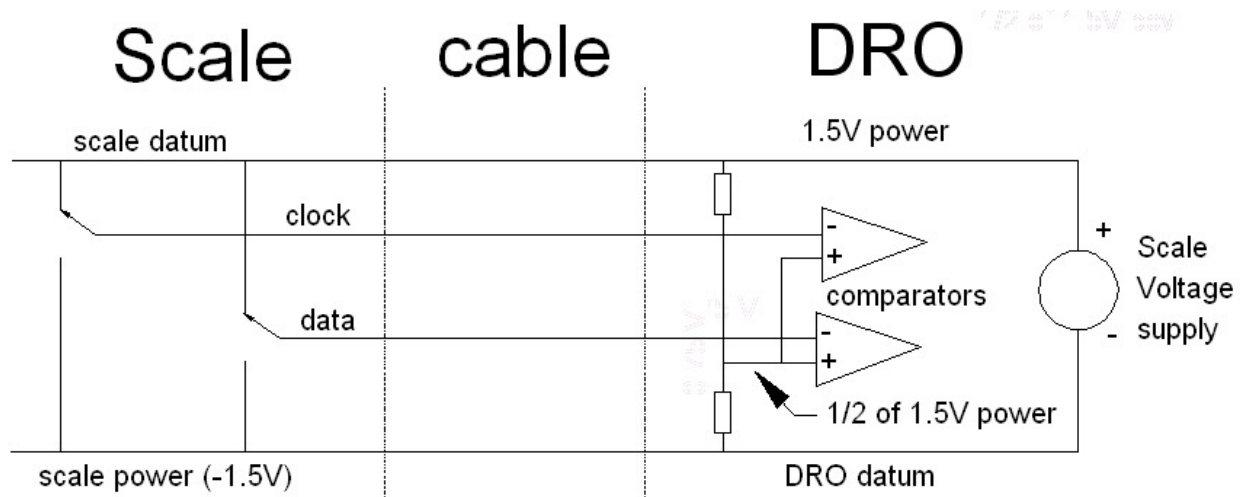 Scale
cable
DRO
scale datum
1.5V power
clock
-
+
comparators
data
-
+
1/2 of 1.5V power
+
Scale
Voltage
supply
-
scale power (-1.5V)
DRO datum